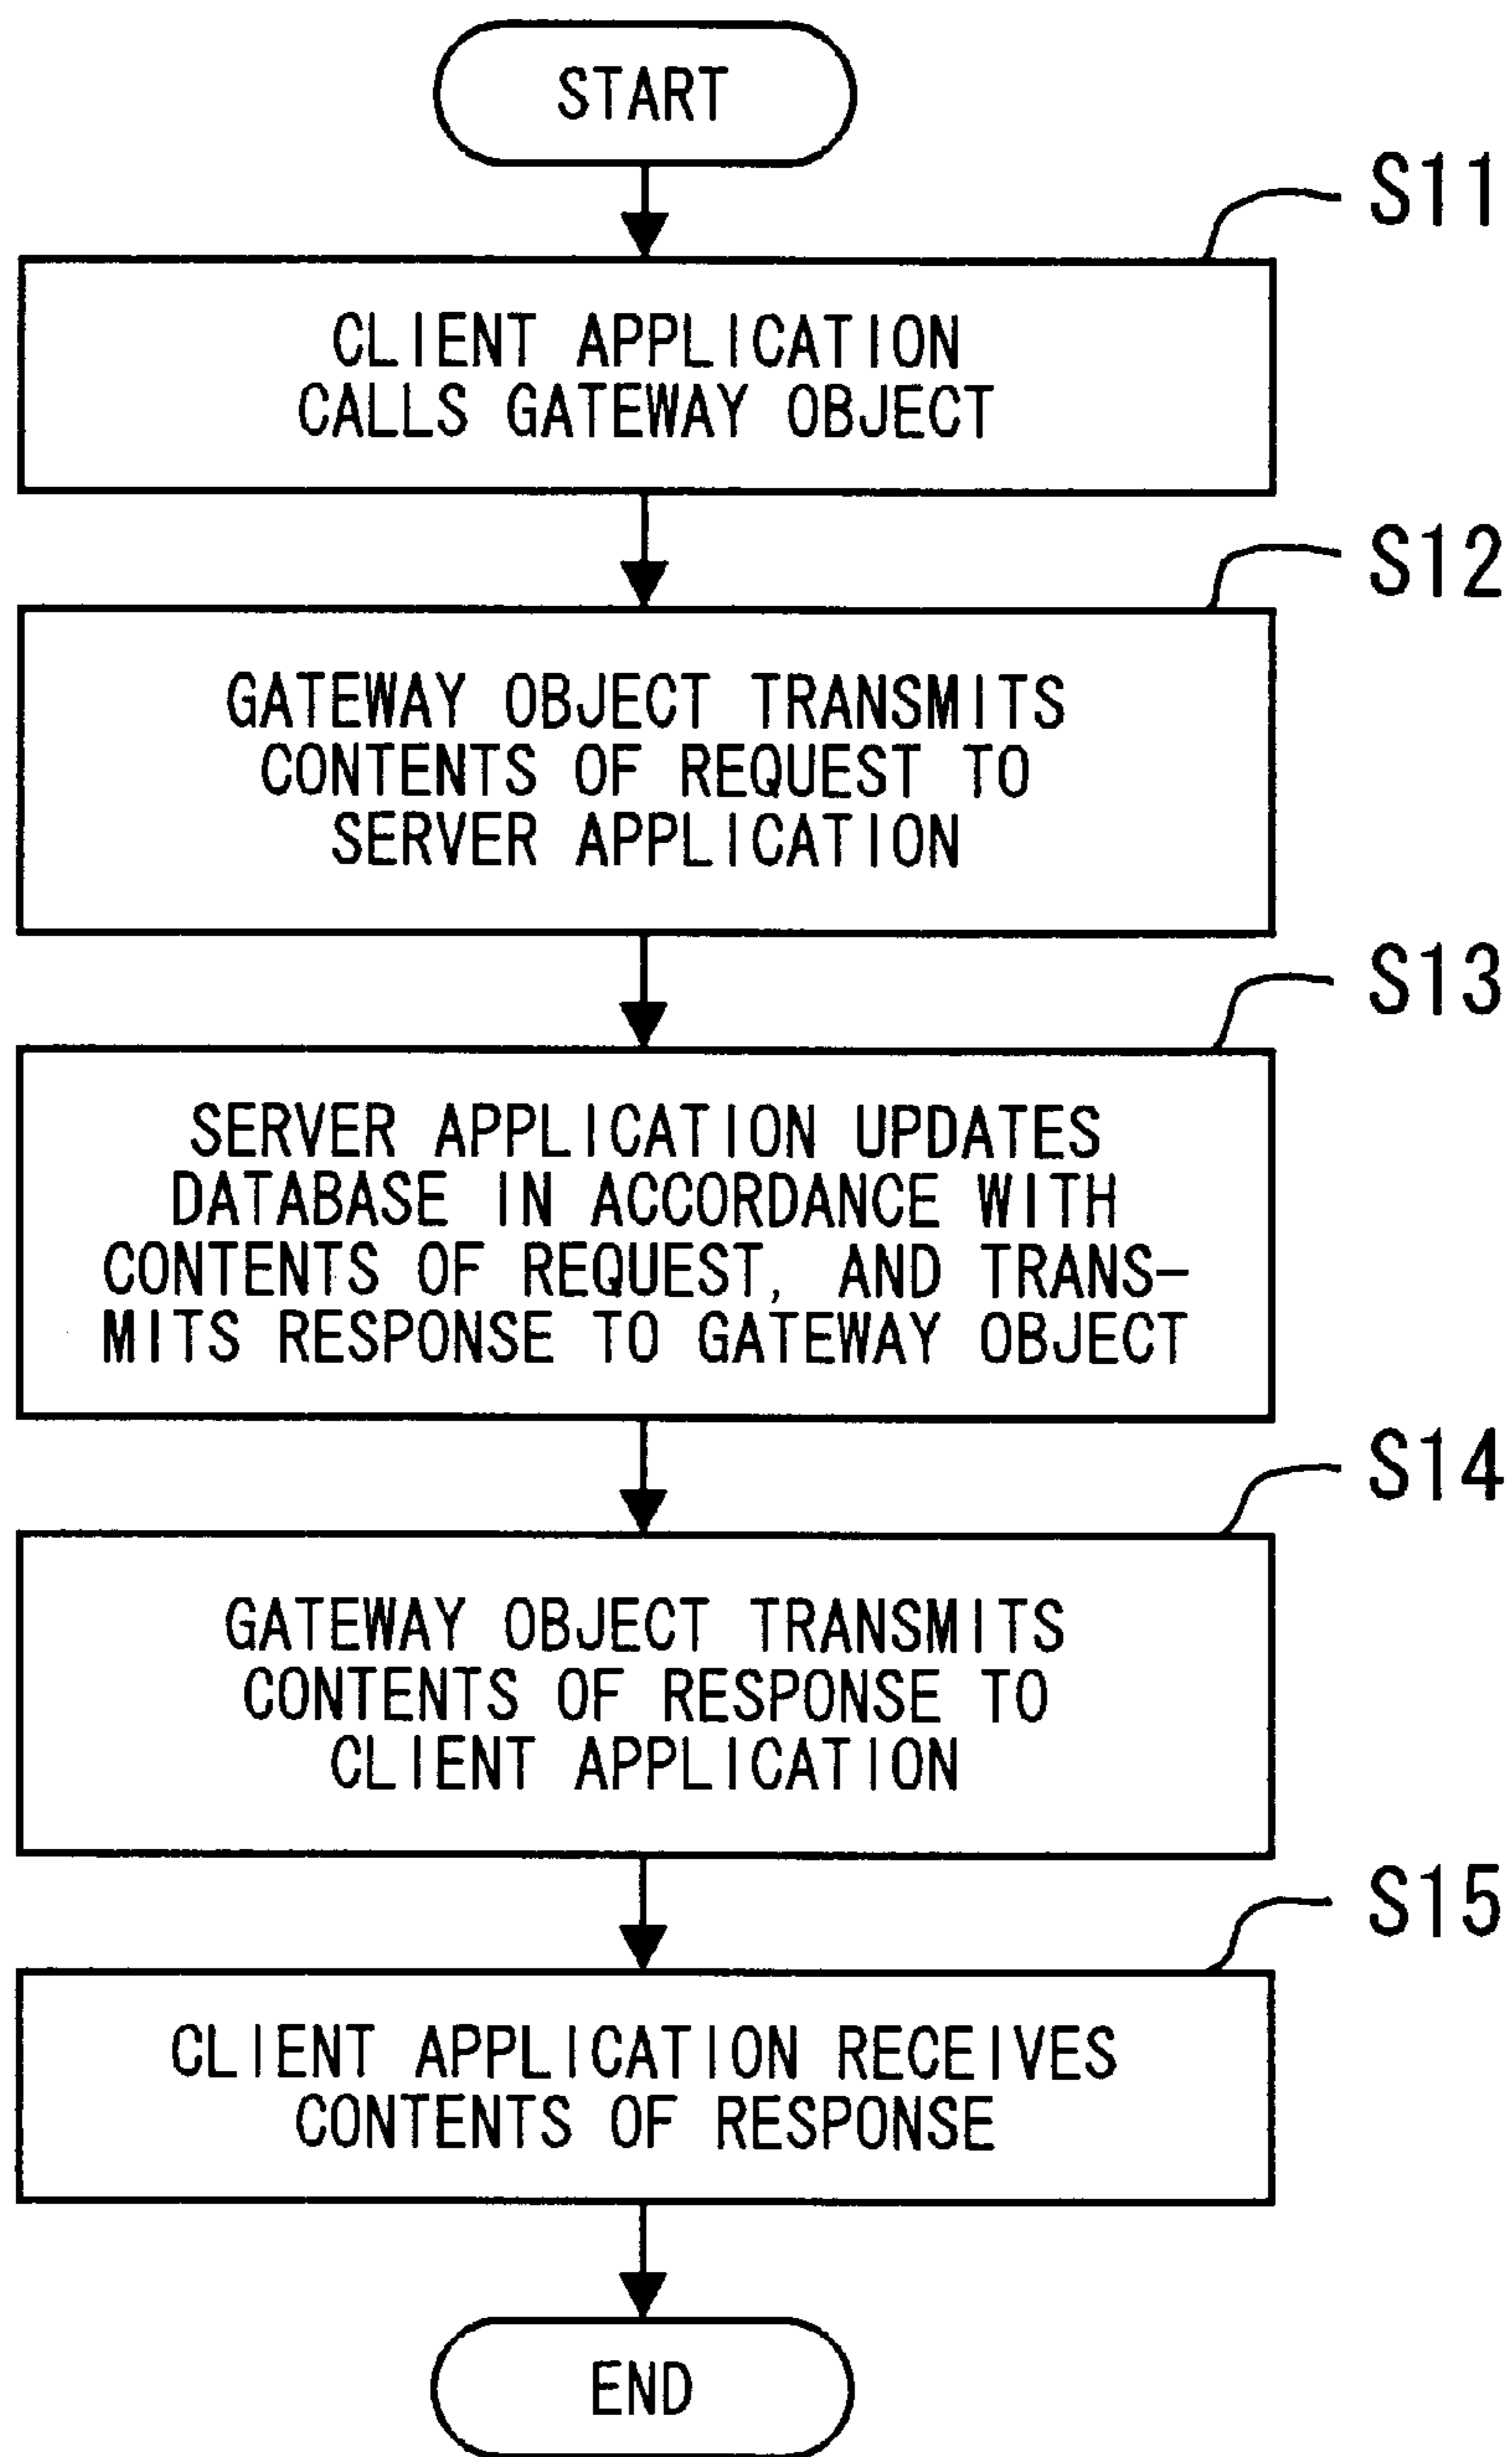 START
S11
CLIENT APPLICATION
CALLS GATEWAY OBJECT
S12
GATEWAY OBJECT TRANSMITS
CONTENTS OF REQUEST TO
SERVER APPLICATION
S13
SERVER APPLICATION UPDATES
DATABASE IN ACCORDANCE WITH
CONTENTS OF REQUEST, AND TRANS-
MITS RESPONSE TO GATEWAY OBJECT
S14
GATEWAY OBJECT TRANSMITS
CONTENTS OF RESPONSE TO
CLIENT APPLICATION
S15
CLIENT APPLICATION RECEIVES
CONTENTS OF RESPONSE
END